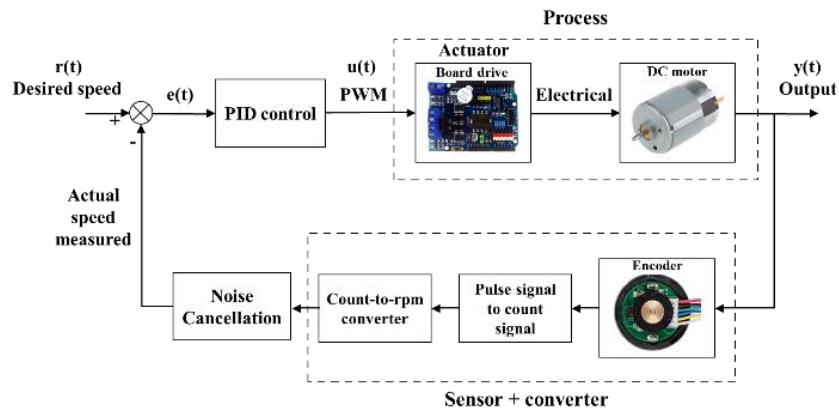 Process
r(t)
Desired speed
e(t)
+
-
PID control
u(t)
PWM
Actuator
Board drive
Electrical
DC motor
y(t)
Output
Actual
speed
measured
Noise
Cancellation
Count-to-rpm
converter
Pulse signal
to count
signal
Encoder
Sensor + converter